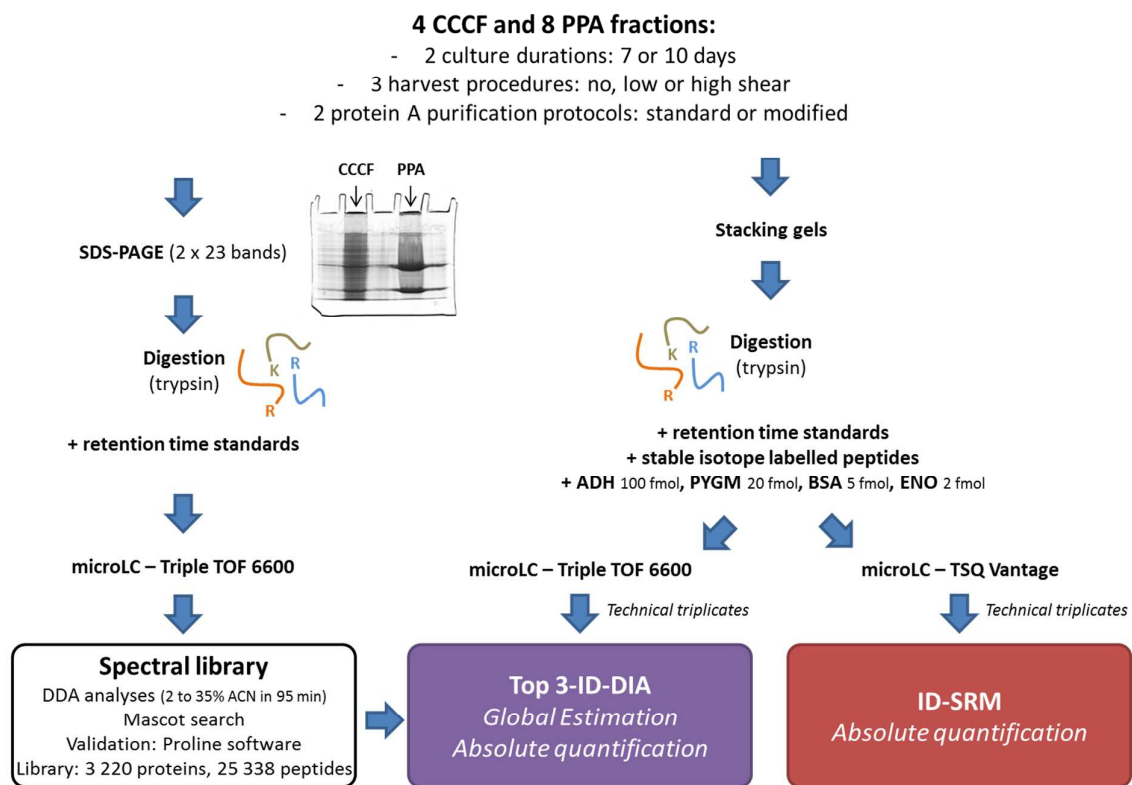 4 CCCF and 8 PPA fractions:
- 2 culture durations: 7 or 10 days
- 3 harvest procedures: no, low or high shear
- 2 protein A purification protocols: standard or modified
CCCF PPA
SDS-PAGE (2 x 23 bands)
Digestion
(trypsin)
K
R
R
+ retention time standards
microLC – Triple TOF 6600
Spectral library
DDA analyses (2 to 35% ACN in 95 min)
Mascot search
Validation: Proline software
Library: 3 220 proteins, 25 338 peptides
Stacking gels
Digestion
(trypsin)
K
R
R
+ retention time standards
+ stable isotope labelled peptides
+ ADH 100 fmol, PYGM 20 fmol, BSA 5 fmol, ENO 2 fmol
microLC – Triple TOF 6600
Technical triplicates
Top 3-ID-DIA
Global Estimation
Absolute quantification
microLC – TSQ Vantage
Technical triplicates
ID-SRM
Absolute quantification